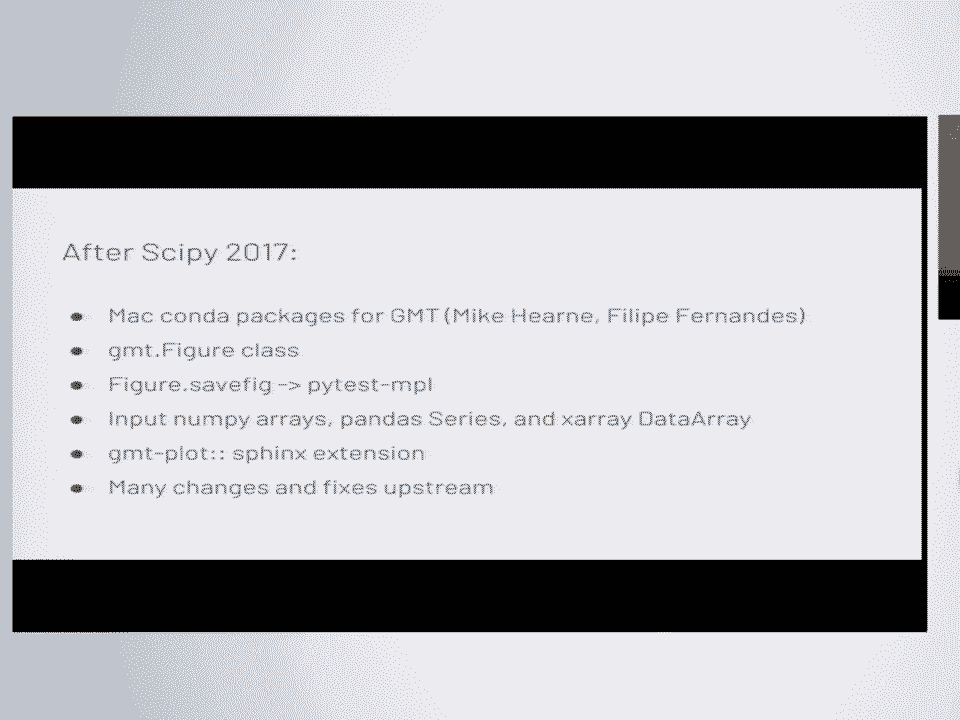 After Scipy 2017:
● Mac conda packages for GMT (Mike Hearne, Filipe Fernandes)
● gmt.Figure class
● Figure.savefig -> pytest-mpl
● Input numpy arrays, pandas Series, and xarray DataArray
● gmt-plot:: sphinx extension
● Many changes and fixes upstream